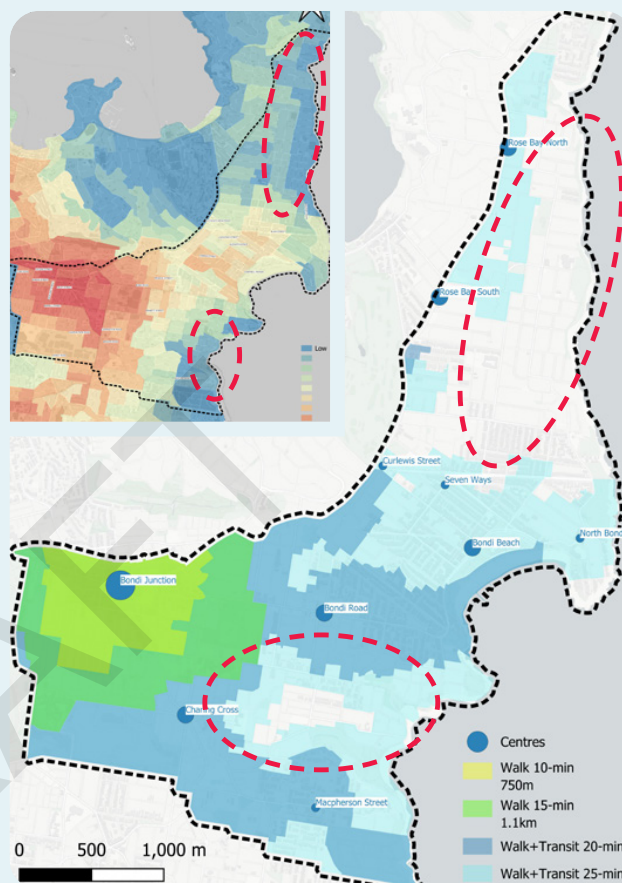 Low
Rose Bay North
Rose Bay South
Curlewis Street
Seven Ways
Bondi Beach
North Bond
Bondi Junction
Bondi Road
Charing Cross
Macpherson Street
Centres
Walk 10-min
750m
Walk 15-min
1.1km
Walk+Transit 20-min
Walk+Transit 25-min
0 500 1,000 m